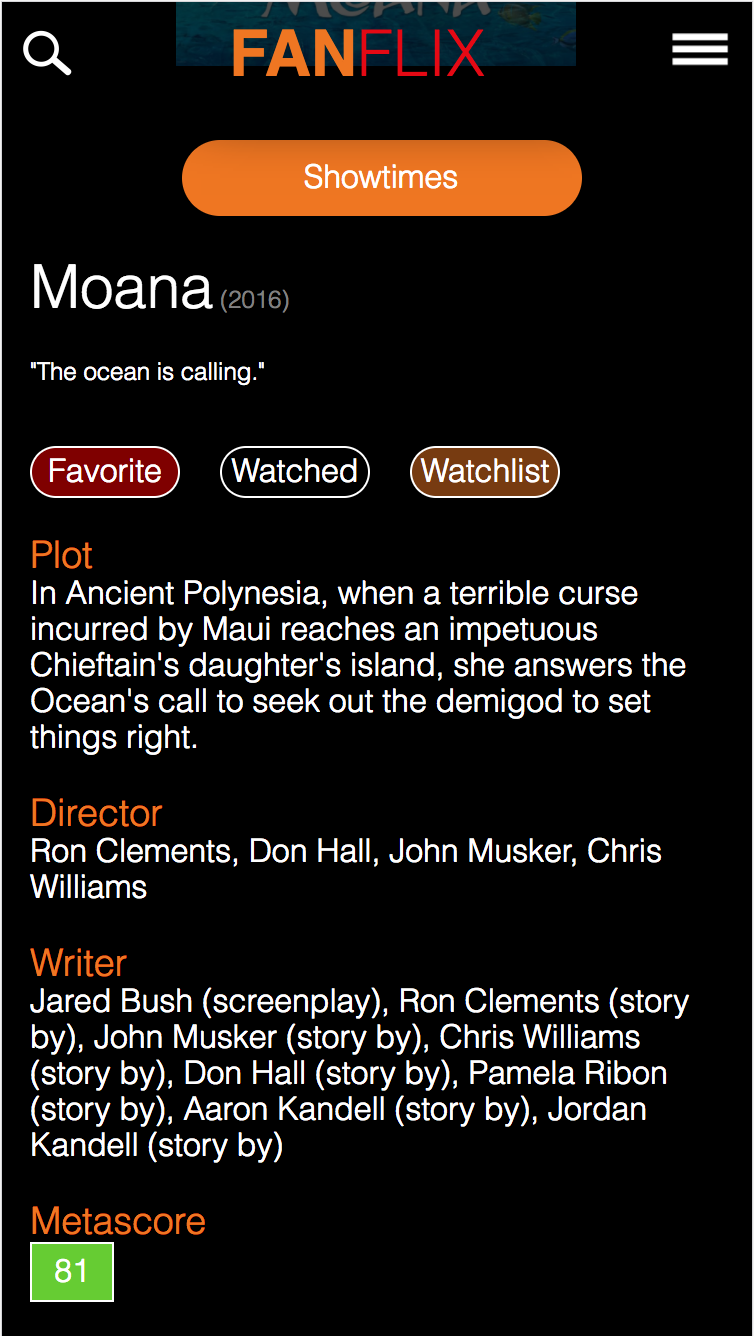 MOANA
FANFLIX
Showtimes
Moana (2016)
"The ocean is calling."
Favorite Watched Watchlist
Plot
In Ancient Polynesia, when a terrible curse
incurred by Maui reaches an impetuous
Chieftain's daughter's island, she answers the
Ocean's call to seek out the demigod to set
things right.
Director
Ron Clements, Don Hall, John Musker, Chris
Williams
Writer
Jared Bush (screenplay), Ron Clements (story
by), John Musker (story by), Chris Williams
(story by), Don Hall (story by), Pamela Ribon
(story by), Aaron Kandell (story by), Jordan
Kandell (story by)
Metascore
81